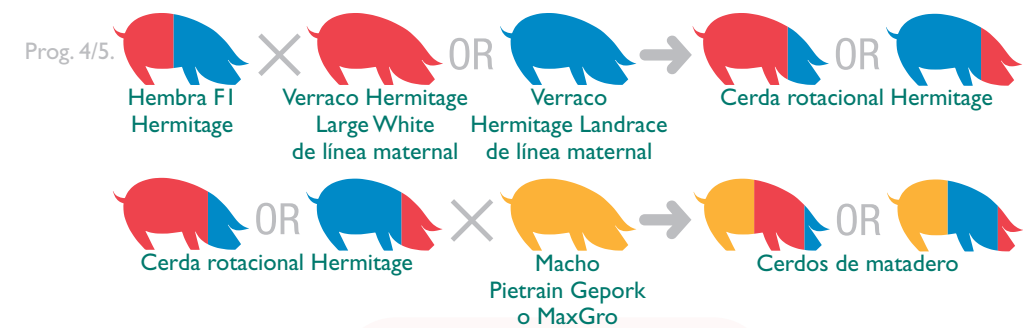 Prog. 4/5.
OR
OR
Hembra F1
Hermitage
Verraco Hermitage
Large White
de línea maternal
Verraco
Hermitage Landrace
de línea maternal
Cerda rotacional Hermitage
OR
OR
Cerda rotacional Hermitage
Macho
Pietrain Gepork
o MaxGro
Cerdos de matadero